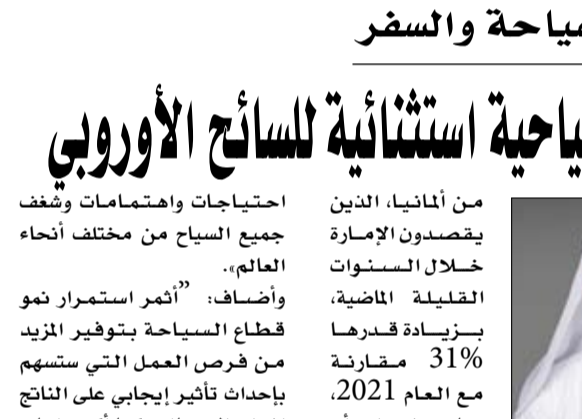 والسفر
استثنائية للسائح الأوروبي
من ألمانيا، الذين
يقصدون الإمارة
خلال السنوات
القليلة الماضية،
بزيادة قدرها
31% مقارنة
مع العام 2021،
احتياجات واهتمامات وشغف
جميع السياح من مختلف أنحاء
العالم».
وأضاف: “أثمر استمرار نمو
قطاع السياحة بتوفير المزيد
من فرص العمل التي ستسهم
بإحداث تأثير إيجابي على الناتج